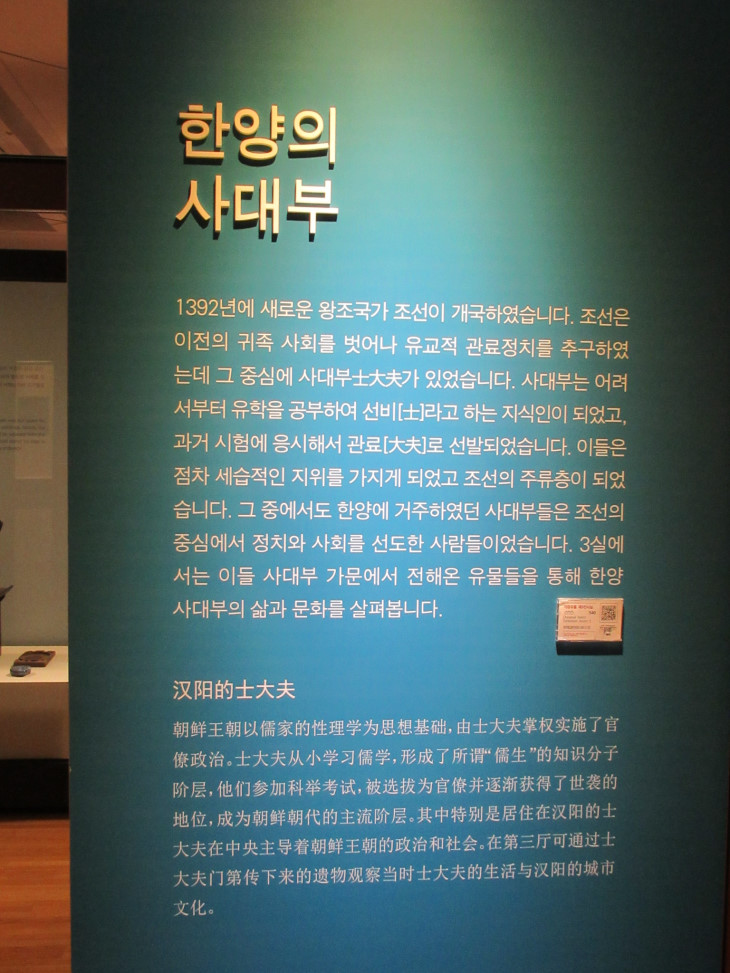 한양의
사대부
1392년에 새로운 왕조국가 조선이 개국하였습니다. 조선은
이전의 귀족 사회를 벗어나 유교적 관료정치를 추구하였
는데 그 중심에 사대부士大夫가 있었습니다. 사대부는 어려
서부터 유학을 공부하여 선비[士]라고 하는 지식인이 되었고,
과거 시험에 응시해서 관료[大夫]로 선발되었습니다. 이들은
점차 세습적인 지위를 가지게 되었고 조선의 주류층이 되었
습니다. 그 중에서도 한양에 거주하였던 사대부들은 조선의
중심에서 정치와 사회를 선도한 사람들이었습니다. 3실에
서는 이들 사대부 가문에서 전해온 유물들을 통해 한양
사대부의 삶과 문화를 살펴봅니다.
汉阳的士大夫
朝鲜王朝以儒家的性理学为思想基础，由士大夫掌权实施了官
僚政治。士大夫从小学习儒学，形成了所谓“儒生”的知识分子
阶层，他们参加科举考试，被选拔为官僚并逐渐获得了世袭的
地位，成为朝鲜朝代的主流阶层。其中特别是居住在汉阳的士
大夫在中央主导着朝鲜王朝的政治和社会。在第三厅可通过士
大夫门第传下来的遗物观察当时士大夫的生活与汉阳的城市
文化。